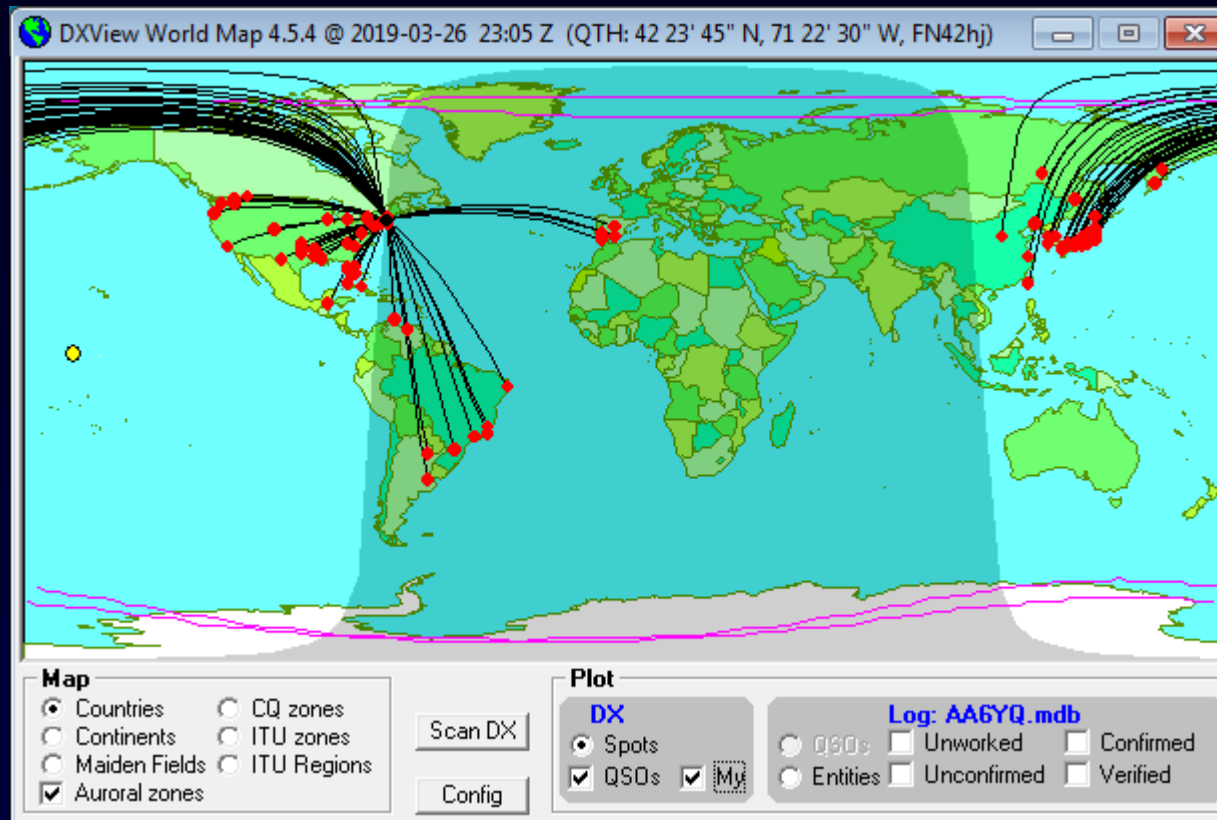 DXView World Map 4.5.4 @ 2019-03-26 23:05 Z (QTH: 42 23' 45" N, 71 22' 30" W, FN42hj)
Map
Countries CQ zones
Continents ITU zones
Maiden Fields ITU Regions
Auroral zones
Scan DX
Config
Plot
DX
Spots
QSOs My
Log: AA6YQ.mdb
QSOs Unworked Confirmed
Entities Unconfirmed Verified